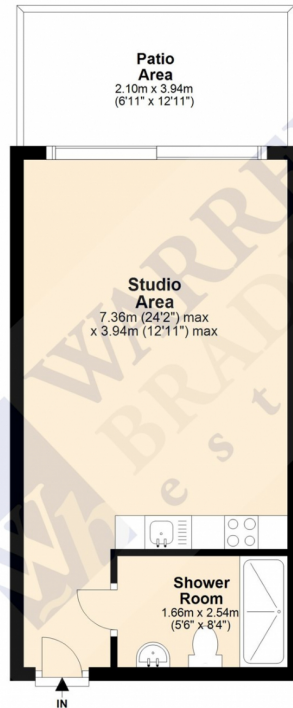 Patio
Area
2.10m x 3.94m
(6'11" x 12'11")
Studio
Area
7.36m (24'2") max
x 3.94m (12'11") max
Shower
Room
1.66m x 2.54m
(5'6" x 8'4")
IN